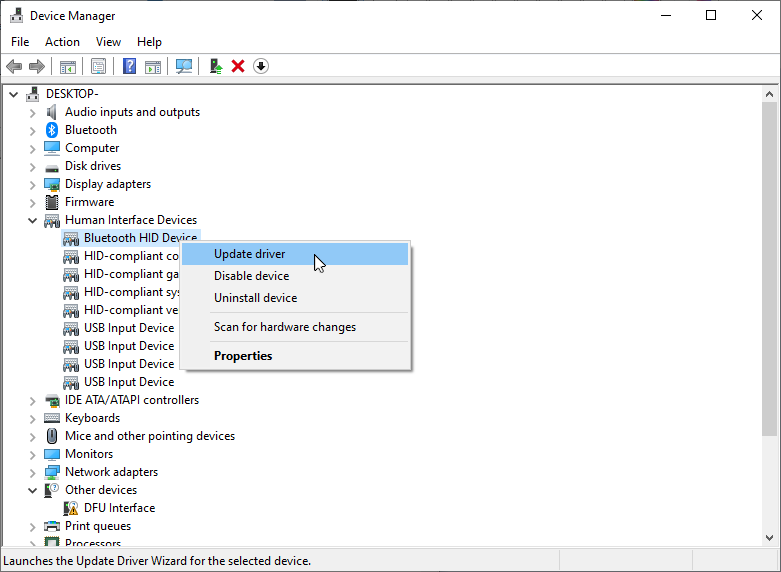 Device Manager
File Action View Help
DESKTOP-
Audio inputs and outputs
Bluetooth
Computer
Disk drives
Display adapters
Firmware
Human Interface Devices
Bluetooth HID Device
HID-compliant co
HID-compliant ga
HID-compliant sys
HID-compliant ve
USB Input Device
USB Input Device
USB Input Device
USB Input Device
Update driver
Disable device
Uninstall device
Scan for hardware changes
Properties
IDE ATA/ATAPI controllers
Keyboards
Mice and other pointing devices
Monitors
Network adapters
Other devices
DFU Interface
Print queues
Processors
Launches the Update Driver Wizard for the selected device.